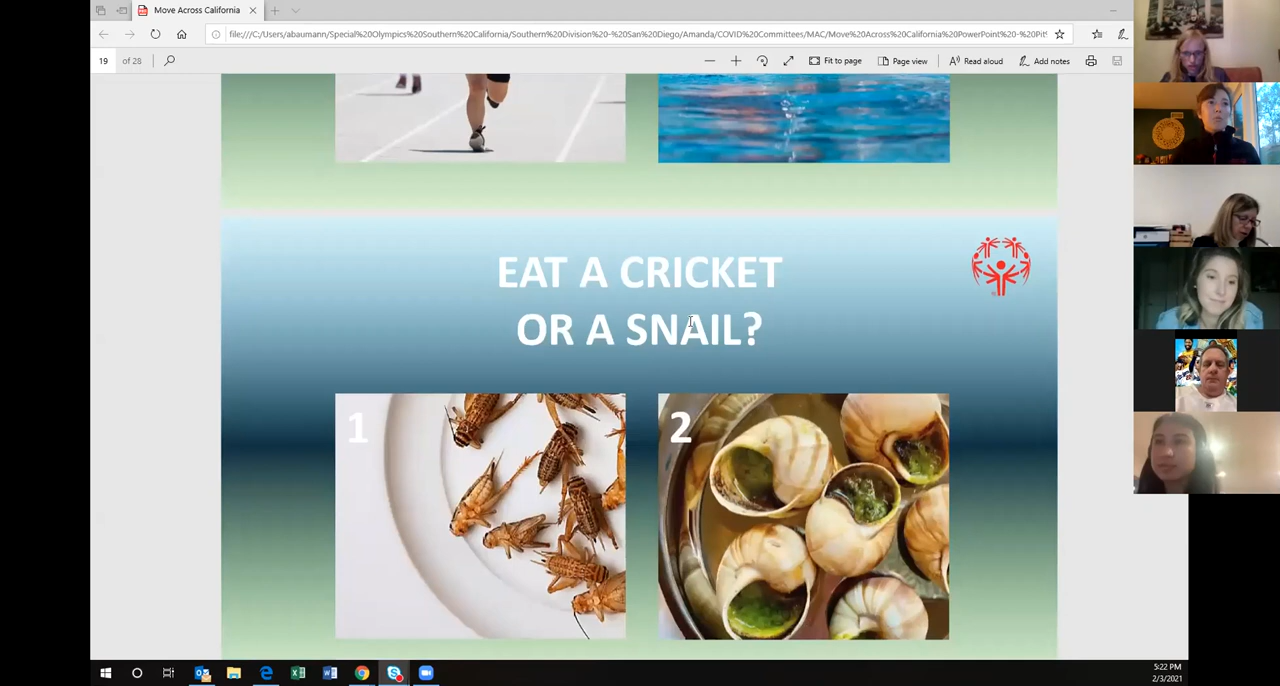 Move Across California
file:///C:/Users/abaumann/Special%20Olympics%20Southern%20California/Southern%20Division%20-%20San%20Diego/Amanda/COVID%20Committees/MAC/Move%20Across%20California%20PowerPoint%20-%20Pit
19 of 28
Fit to page
Page view
Read aloud
Add notes
EAT A CRICKET
OR A SNAIL?
1
2
5:22 PM
2/3/2021